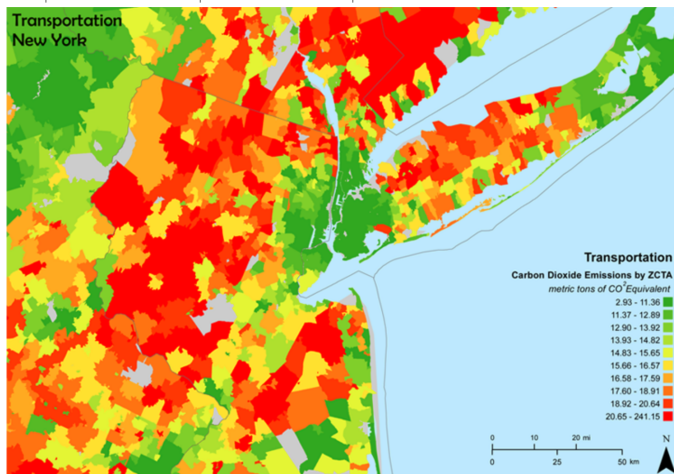 Transportation
New York
Transportation
Carbon Dioxide Emissions by ZCTA
metric tons of CO²Equivalent
2.93 - 11.36
11.37 - 12.89
12.90 - 13.92
13.93 - 14.82
14.83 - 15.65
15.66 - 16.57
16.58 - 17.59
17.60 - 18.91
18.92 - 20.64
20.65 - 241.15
N
0 10 20 mi
0 25 50 km